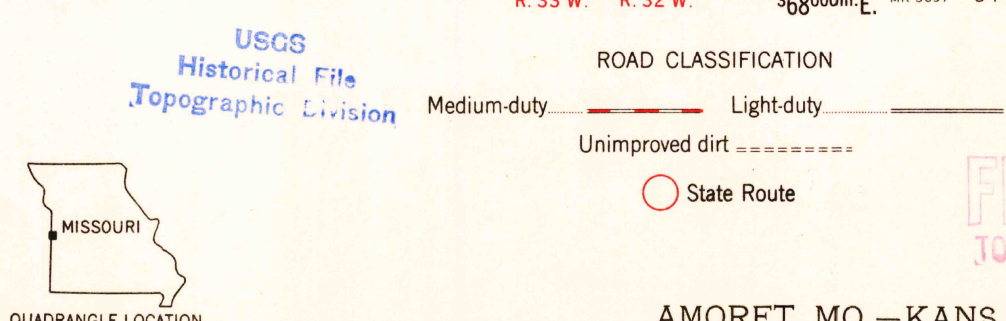 R. 33 W. R. 32 W. 368000m.E.
USGS
Historical File
Topographic Division
ROAD CLASSIFICATION
Medium-duty Light-duty
Unimproved dirt
State Route
MISSOURI
QUADRANGLE LOCATION
AMORET, MO.—KANS